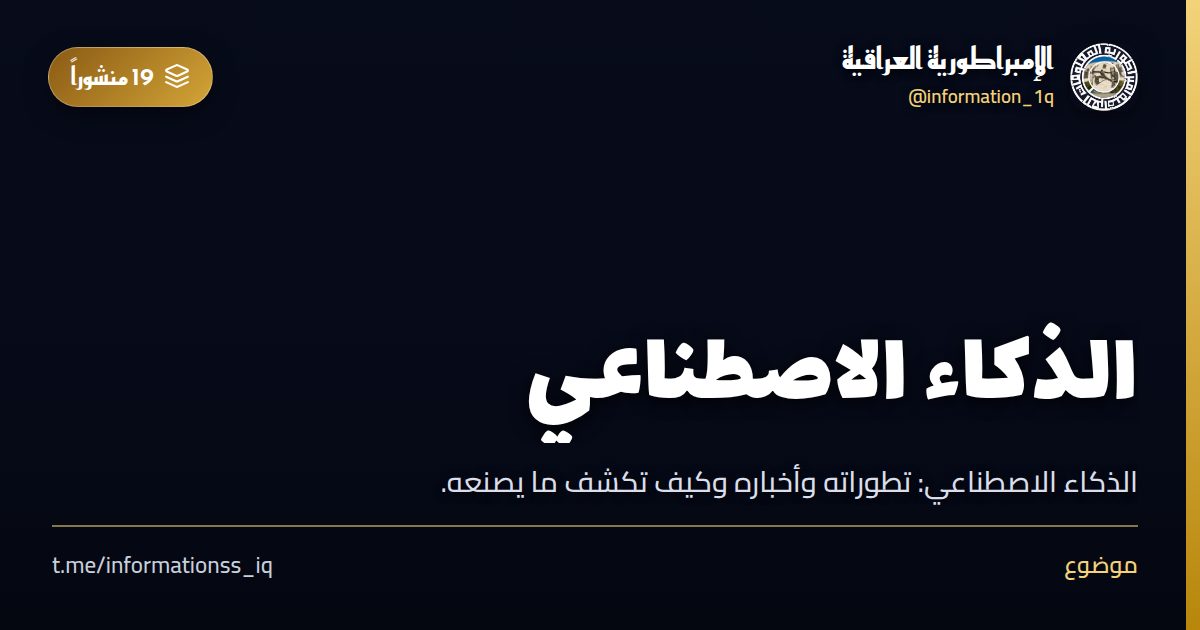 الإمبراطورية العراقية
@information_1q
19 منشوراً
الذكاء الاصطناعي
الذكاء الاصطناعي: تطوراته وأخباره وكيف تكشف ما يصنعه.
موضوع
t.me/informationss_iq